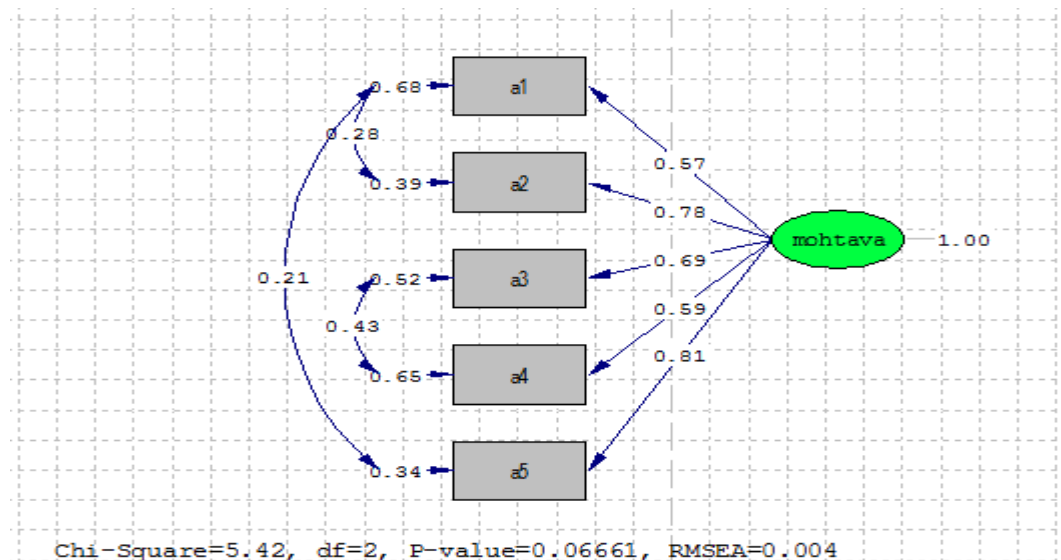 0.68 a1
0.28
0.57
0.39 a2
0.78
mohtava 1.00
0.69
0.21
0.52 a3
0.59
0.43
0.81
0.65 a4
0.34 a5
Chi-Square=5.42, df=2, P-value=0.06661, RMSEA=0.004